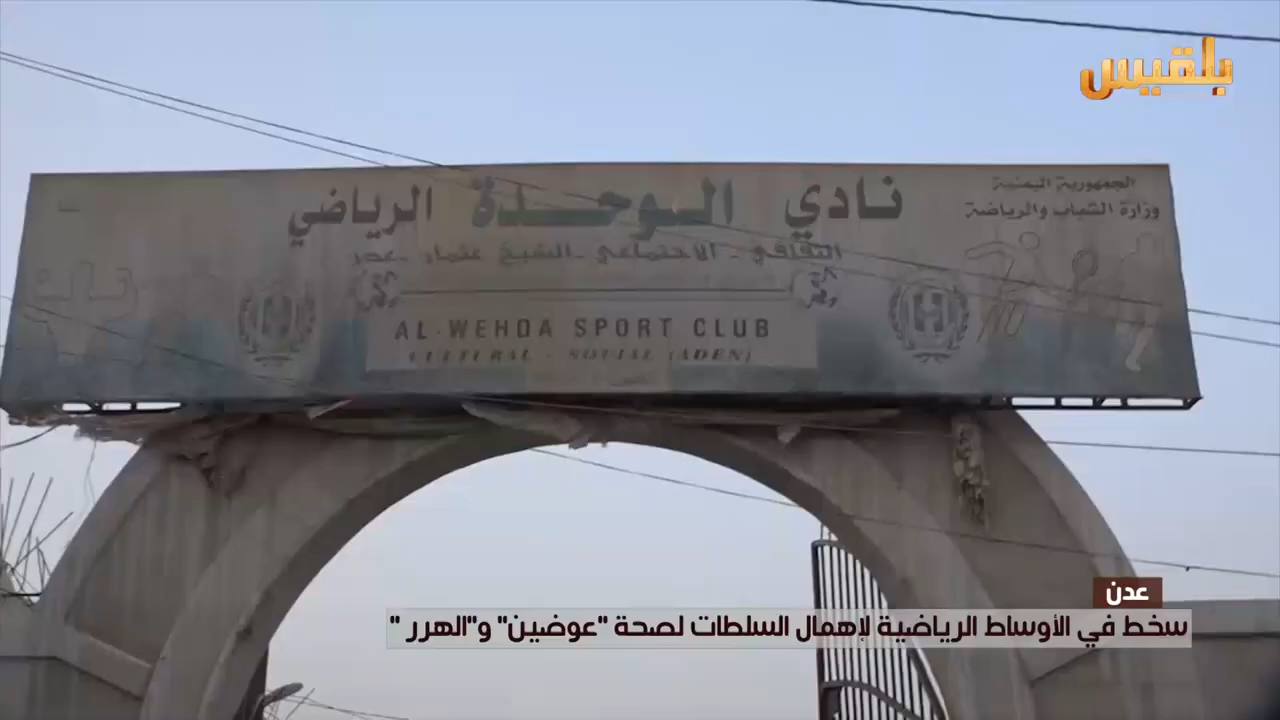 بلقيس
الجمهورية اليمنية
وزارة الشباب والرياضة
نادي الوحدة الرياضي
الثقافي - الاجتماعي - الشيخ عثمان - عدن
AL-WEHDA SPORT CLUB
CULTURAL - SOCIAL (ADEN)
عدن
سخط في الأوساط الرياضية لإهمال السلطات لصحة "عوضين" و"الهرر "